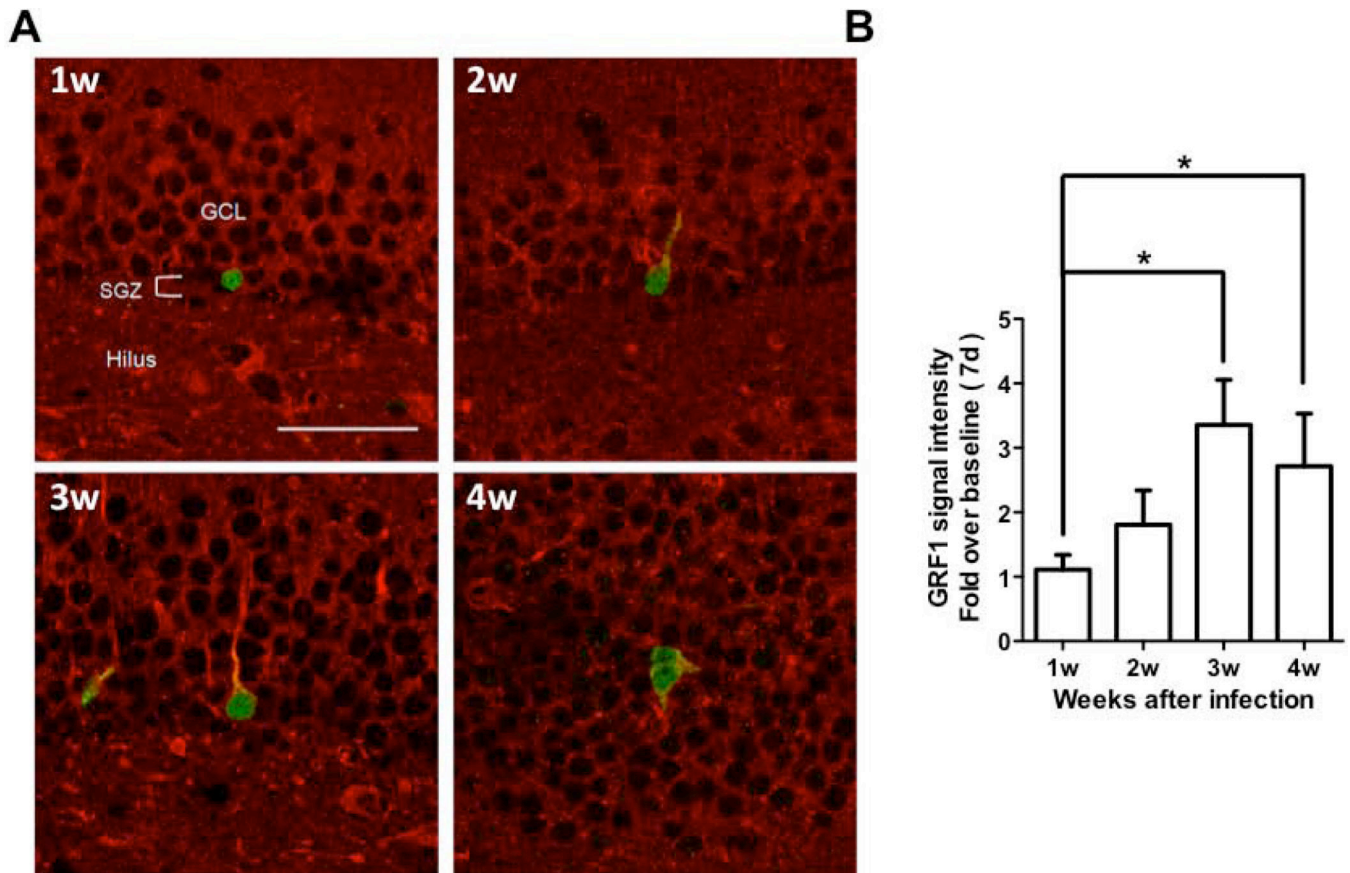 A
B
1w
2w
GCL
SGZ
Hilus
3w
4w
*
*
GRF1 signal intensity
Fold over baseline ( 7d )
5
4
3
2
1
0
1w 2w 3w 4w
Weeks after infection